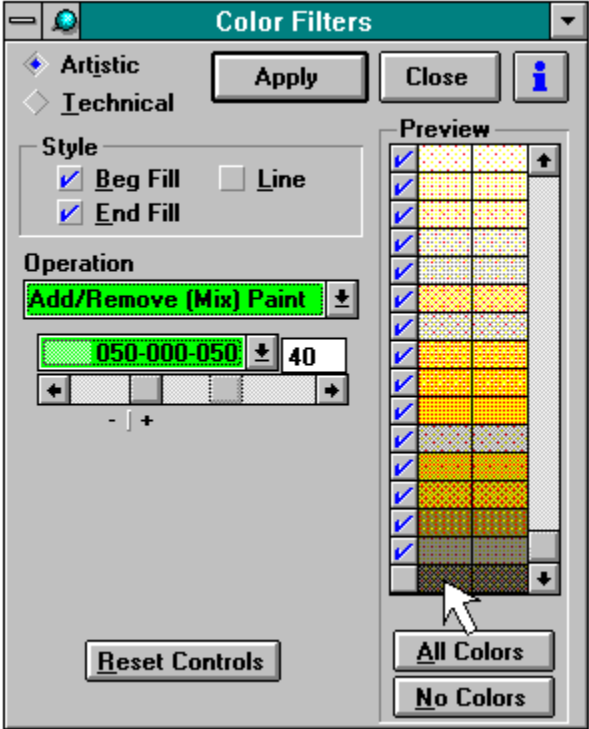 Color Filters
Artistic
Technical
Apply
Close
i
Style
Beg Fill
Line
End Fill
Operation
Add/Remove (Mix) Paint
050-000-050
40
- +
Reset Controls
Preview
All Colors
No Colors